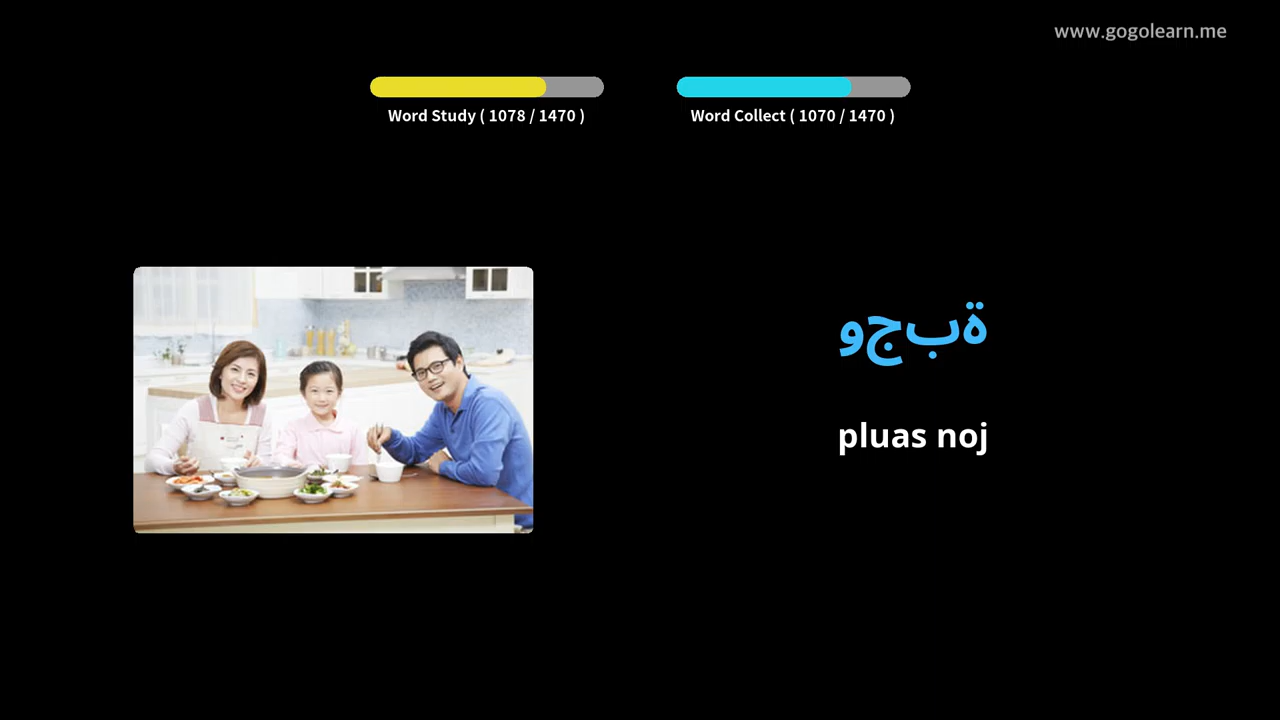 www.gogolearn.me
Word Study ( 1078 / 1470 )
Word Collect ( 1070 / 1470 )
وجبة
pluas noj